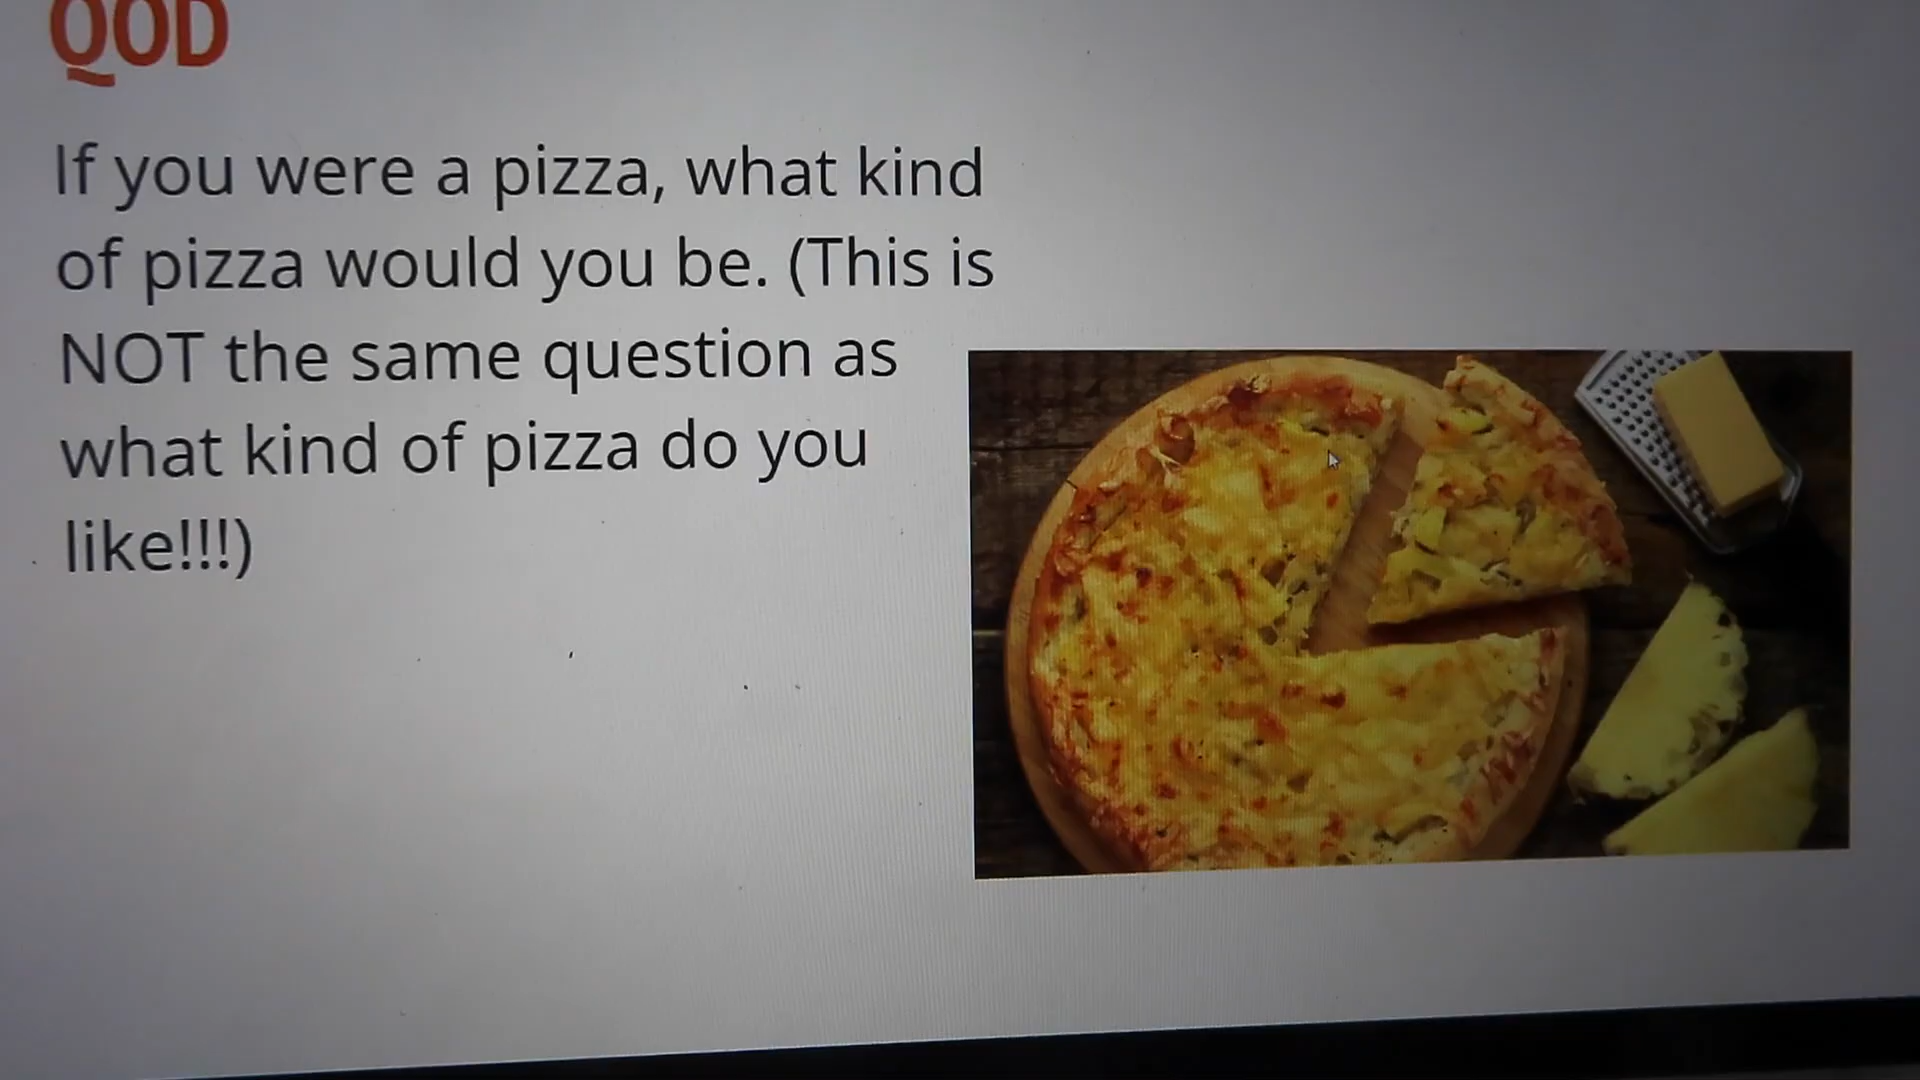 QOD
If you were a pizza, what kind
of pizza would you be. (This is
NOT the same question as
what kind of pizza do you
like!!!)